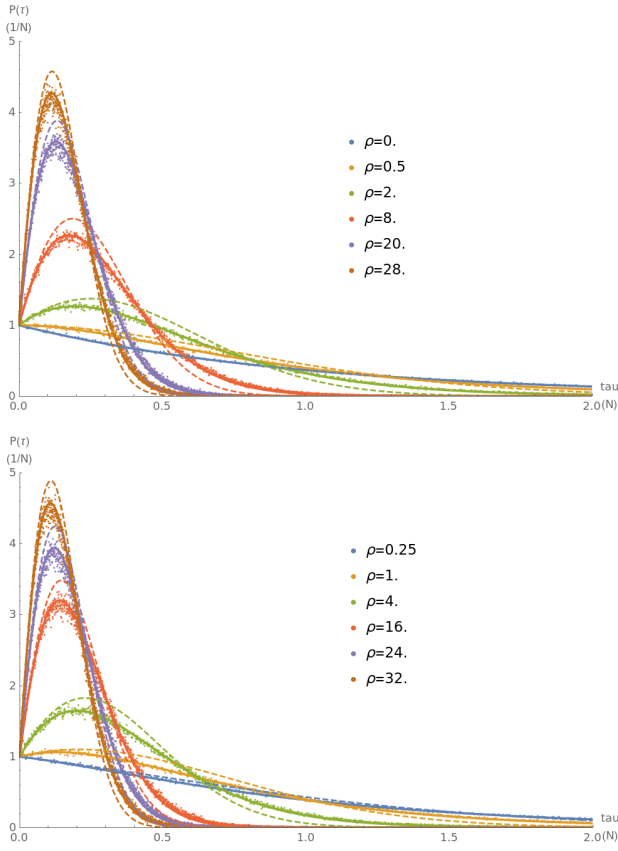 P(τ)
(1/N)
5
4
3
2
1
0
ρ=0.
ρ=0.5
ρ=2.
ρ=8.
ρ=20.
ρ=28.
tau
0.0 0.5 1.0 1.5 2.0 (N)
P(τ)
(1/N)
5
4
3
2
1
0
ρ=0.25
ρ=1.
ρ=4.
ρ=16.
ρ=24.
ρ=32.
tau
0.0 0.5 1.0 1.5 2.0 (N)